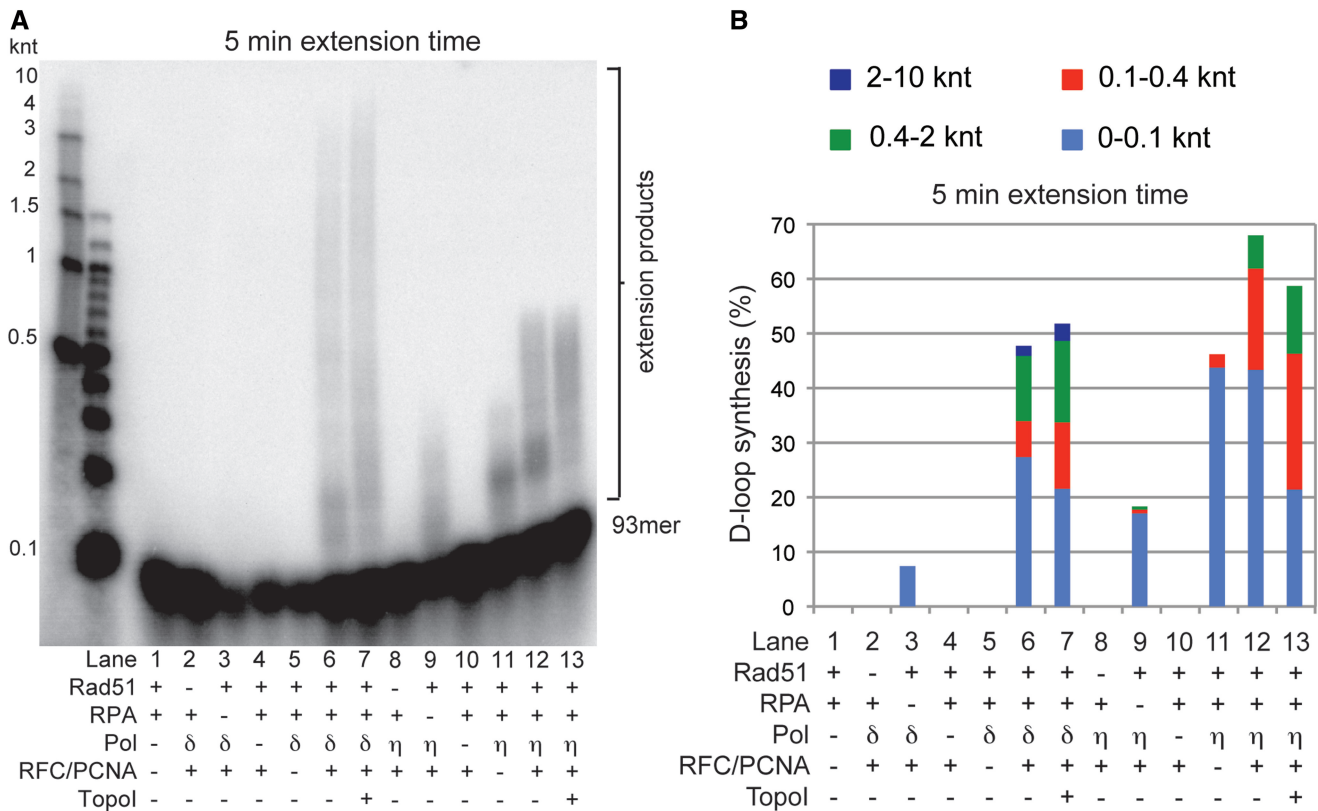 A
5 min extension time
knt
10
4
3
2
1.5
1
0.5
0.1
extension products
93mer
Lane 1 2 3 4 5 6 7 8 9 10 11 12 13
Rad51 + - + + + + + - + + + + +
RPA + + - + + + + + - + + + +
Pol - δ δ - δ δ δ η η - η η η
RFC/PCNA - + + + - + + + + + - + +
TopoI - - - - - - + - - - - - +
B
2-10 knt
0.1-0.4 knt
0.4-2 knt
0-0.1 knt
5 min extension time
D-loop synthesis (%)
70
60
50
40
30
20
10
0
Lane 1 2 3 4 5 6 7 8 9 10 11 12 13
Rad51 + - + + + + + - + + + + +
RPA + + - + + + + + - + + + +
Pol - δ δ - δ δ δ η η - η η η
RFC/PCNA - + + + - + + + + + - + +
TopoI - - - - - - + - - - - - +